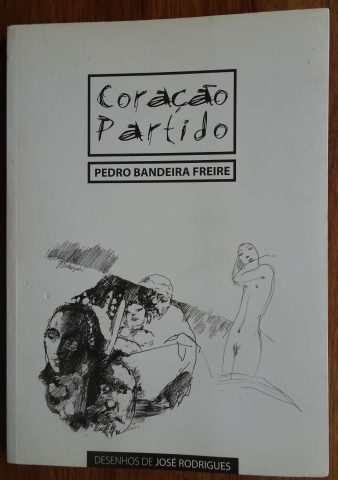 Coração
Partido
PEDRO BANDEIRA FREIRE
DESENHOS DE JOSÉ RODRIGUES